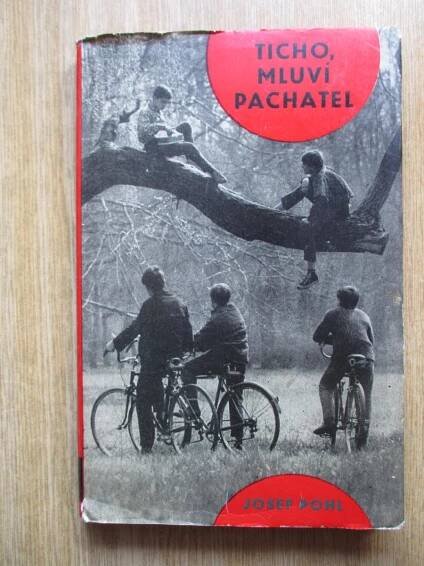 TICHO,
MLUVÍ
PACHATEL
JOSEF POHL